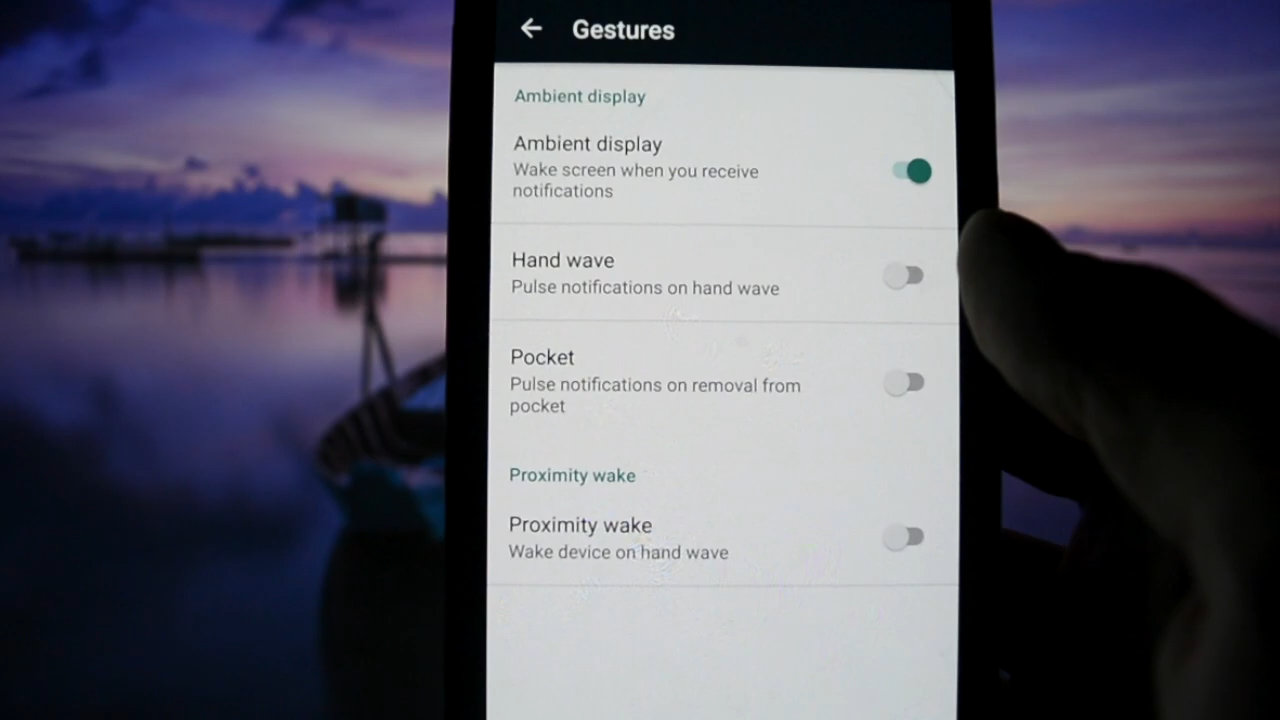 Gestures
Ambient display
Ambient display
Wake screen when you receive
notifications
Hand wave
Pulse notifications on hand wave
Pocket
Pulse notifications on removal from
pocket
Proximity wake
Proximity wake
Wake device on hand wave